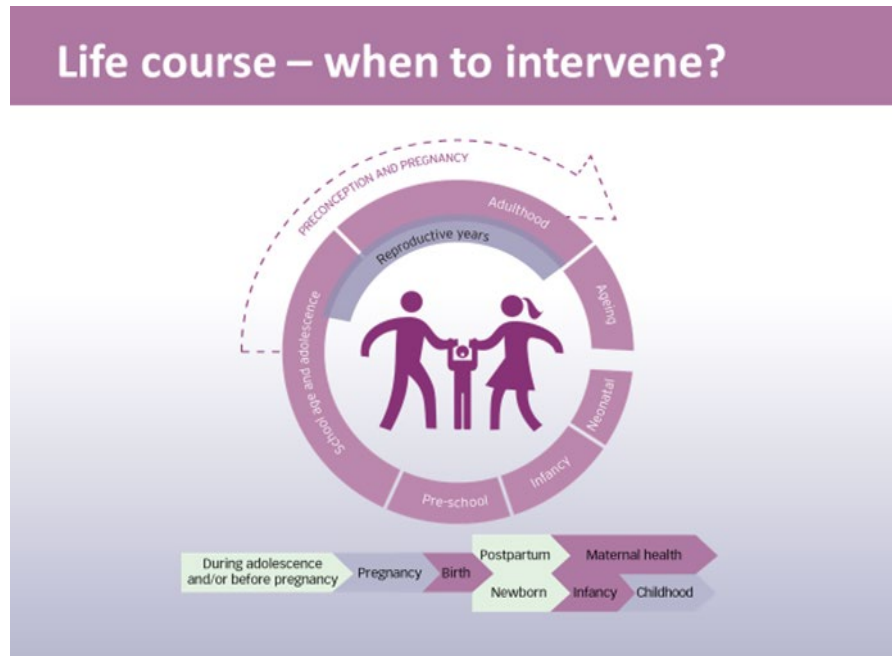 Life course – when to intervene?
PRECONCEPTION AND PREGNANCY
Adulthood
Reproductive years
Ageing
School age and adolescence
Neonatal
Infancy
Pre-school
During adolescence
and/or before pregnancy
Pregnancy
Birth
Postpartum
Maternal health
Newborn
Infancy
Childhood